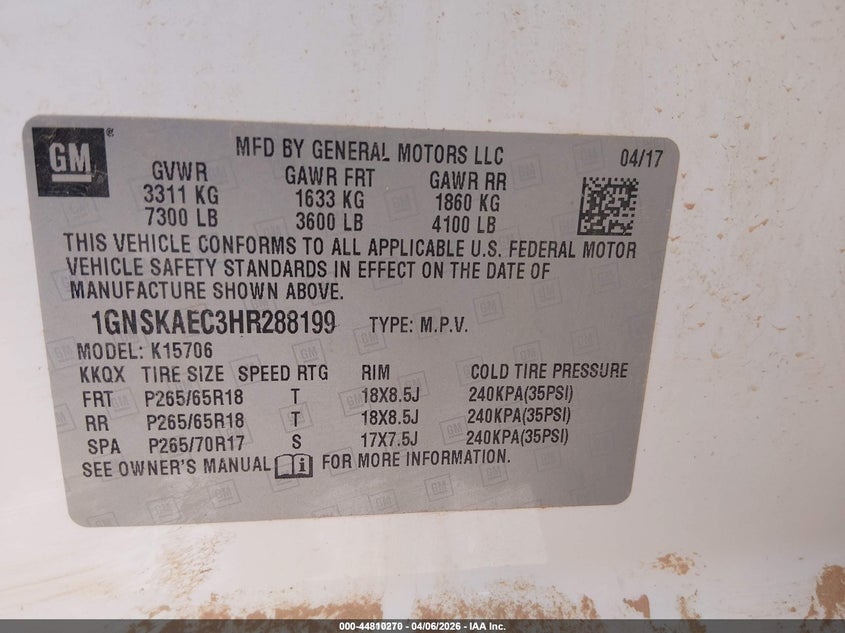 GM
MFD BY GENERAL MOTORS LLC 04/17
GVWR GAWR FRT GAWR RR
3311 KG 1633 KG 1860 KG
7300 LB 3600 LB 4100 LB
THIS VEHICLE CONFORMS TO ALL APPLICABLE U.S. FEDERAL MOTOR
VEHICLE SAFETY STANDARDS IN EFFECT ON THE DATE OF
MANUFACTURE SHOWN ABOVE.
1GNSKAEC3HR288199 TYPE: M.P.V.
MODEL: K15706
KKQX TIRE SIZE SPEED RTG RIM COLD TIRE PRESSURE
FRT P265/65R18 T 18X8.5J 240KPA(35PSI)
RR P265/65R18 T 18X8.5J 240KPA(35PSI)
SPA P265/70R17 S 17X7.5J 240KPA(35PSI)
SEE OWNER'S MANUAL FOR MORE INFORMATION.
000-44810270 - 04/06/2026 - IAA Inc.